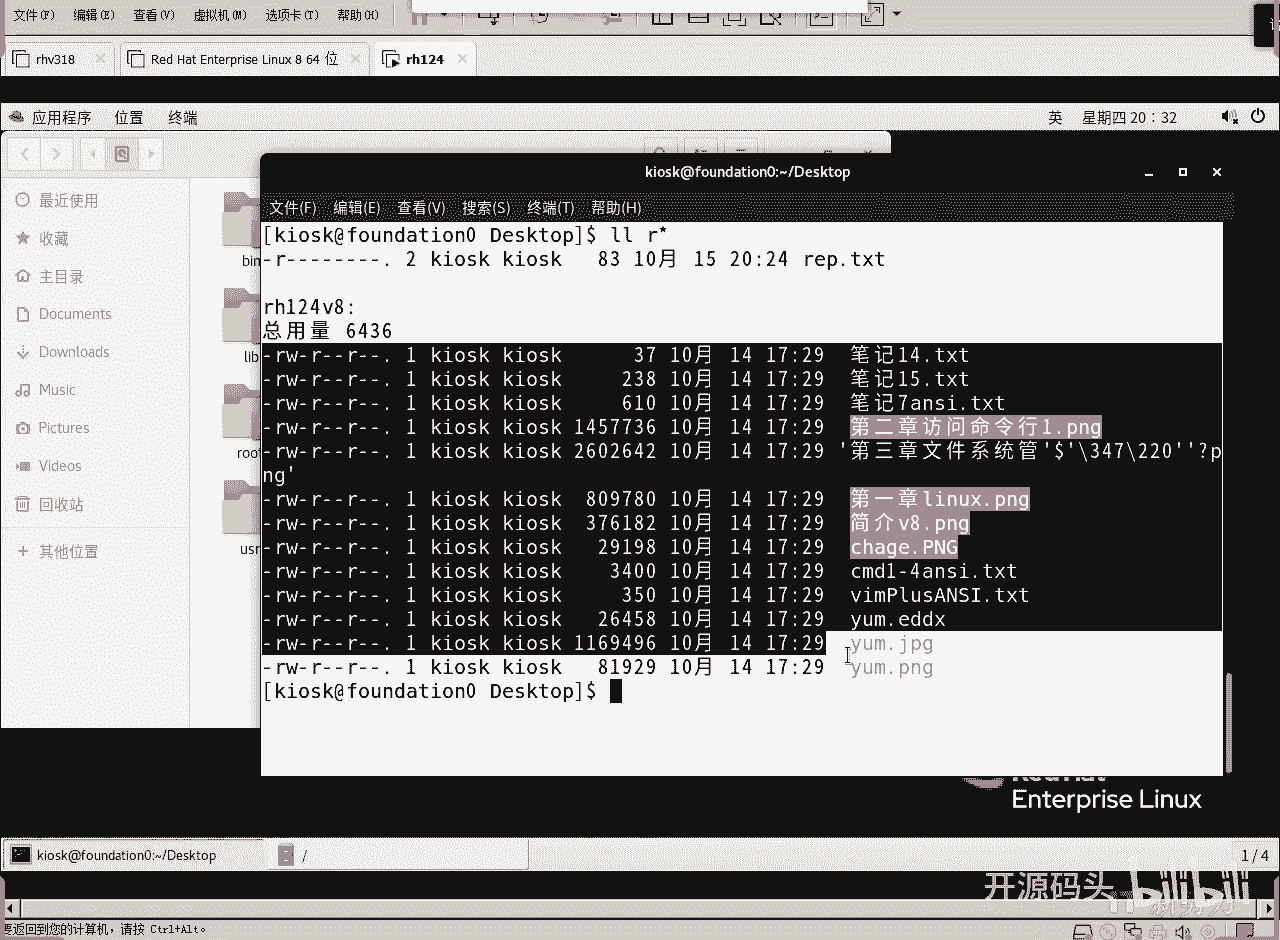 文件(F) 编辑(E) 查看(V) 虚拟机(M) 选项卡(T) 帮助(H)
rhv318 Red Hat Enterprise Linux 8 64 位 rh124
应用程序 位置 终端 英 星期四 20：32
kiosk@foundation0:~/Desktop
文件(F) 编辑(E) 查看(V) 搜索(S) 终端(T) 帮助(H)
最近使用
收藏
主目录
Documents
Downloads
Music
Pictures
Videos
回收站
其他位置
bin
lib
roo
usr
[kiosk@foundation0 Desktop]$ ll r*
-r--------. 2 kiosk kiosk 83 10月 15 20:24 rep.txt
rh124v8:
总用量 6436
-rw-r--r--. 1 kiosk kiosk 37 10月 14 17:29 笔记14.txt
-rw-r--r--. 1 kiosk kiosk 238 10月 14 17:29 笔记15.txt
-rw-r--r--. 1 kiosk kiosk 610 10月 14 17:29 笔记7ansi.txt
-rw-r--r--. 1 kiosk kiosk 1457736 10月 14 17:29 第二章访问命令行1.png
-rw-r--r--. 1 kiosk kiosk 2602642 10月 14 17:29 '第三章文件系统管'$'\347\220''?p
ng'
-rw-r--r--. 1 kiosk kiosk 809780 10月 14 17:29 第一章linux.png
-rw-r--r--. 1 kiosk kiosk 376182 10月 14 17:29 简介v8.png
-rw-r--r--. 1 kiosk kiosk 29198 10月 14 17:29 chage.PNG
-rw-r--r--. 1 kiosk kiosk 3400 10月 14 17:29 cmd1-4ansi.txt
-rw-r--r--. 1 kiosk kiosk 350 10月 14 17:29 vimPlusANSI.txt
-rw-r--r--. 1 kiosk kiosk 26458 10月 14 17:29 yum.eddx
-rw-r--r--. 1 kiosk kiosk 1169496 10月 14 17:29 yum.jpg
-rw-r--r--. 1 kiosk kiosk 81929 10月 14 17:29 yum.png
[kiosk@foundation0 Desktop]$
Enterprise Linux
kiosk@foundation0:~/Desktop / 1 / 4
开源码头 bilibili
要返回到您的计算机，请按 Ctrl+Alt。